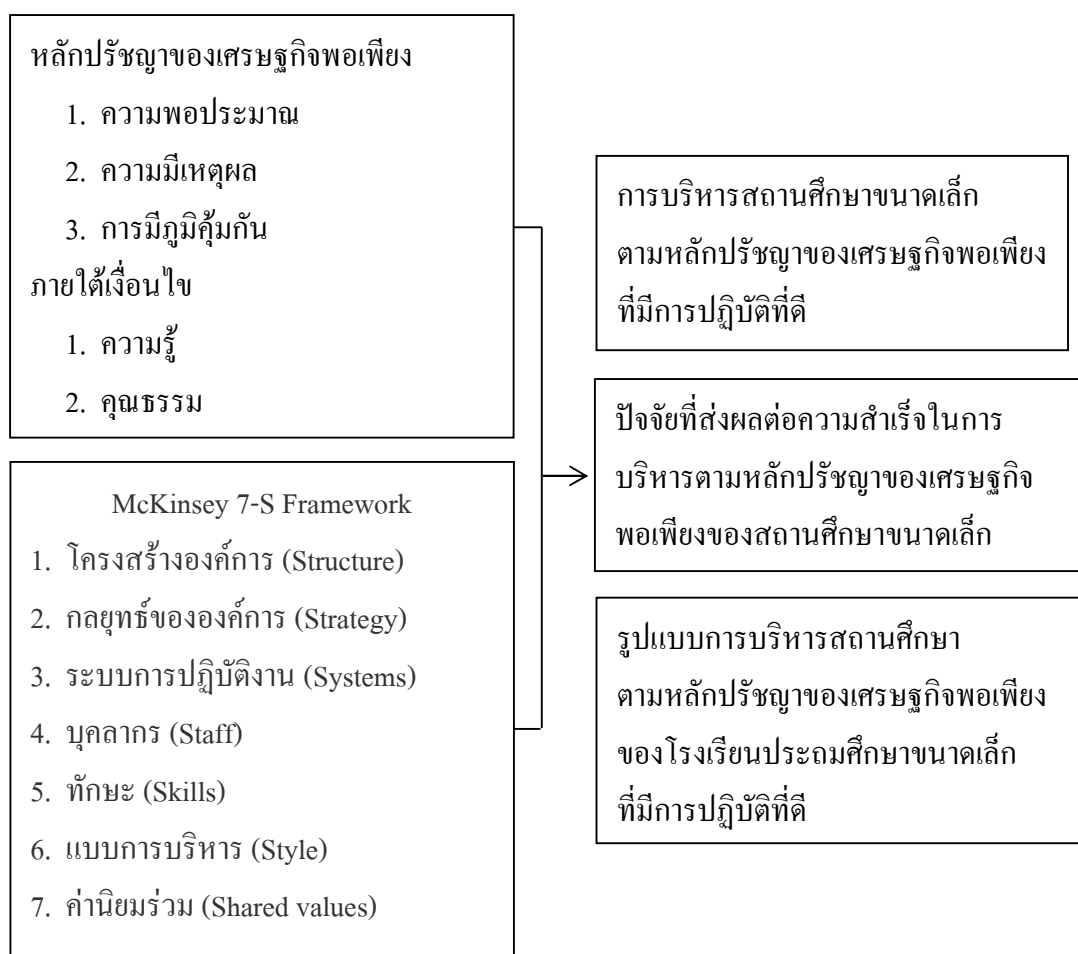 หลักปรัชญาของเศรษฐกิจพอเพียง
1. ความพอประมาณ
2. ความมีเหตุผล
3. การมีภูมิคุ้มกัน
ภายใต้เงื่อนไข
1. ความรู้
2. คุณธรรม
McKinsey 7-S Framework
1. โครงสร้างองค์การ (Structure)
2. กลยุทธ์ขององค์การ (Strategy)
3. ระบบการปฏิบัติงาน (Systems)
4. บุคลากร (Staff)
5. ทักษะ (Skills)
6. แบบการบริหาร (Style)
7. ค่านิยมร่วม (Shared values)
การบริหารสถานศึกษาขนาดเล็ก
ตามหลักปรัชญาของเศรษฐกิจพอเพียง
ที่มีการปฏิบัติที่ดี
ปัจจัยที่ส่งผลต่อความสำเร็จในการ
บริหารตามหลักปรัชญาของเศรษฐกิจ
พอเพียงของสถานศึกษาขนาดเล็ก
รูปแบบการบริหารสถานศึกษา
ตามหลักปรัชญาของเศรษฐกิจพอเพียง
ของโรงเรียนประถมศึกษาขนาดเล็ก
ที่มีการปฏิบัติที่ดี